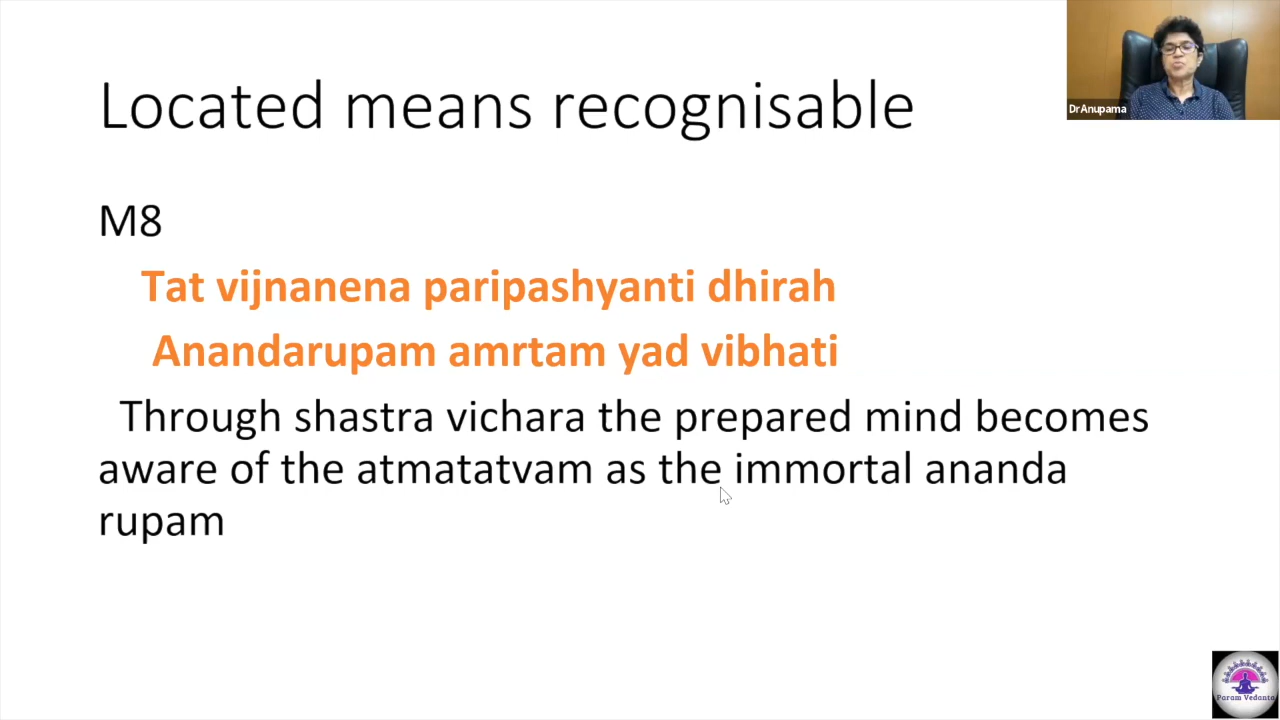 Located means recognisable
Dr Anupama
M8
Tat vijnanena paripashyanti dhirah
Anandarupam amrtam yad vibhati
Through shastra vichara the prepared mind becomes
aware of the atmatatvam as the immortal ananda
rupam
Param Vedanta